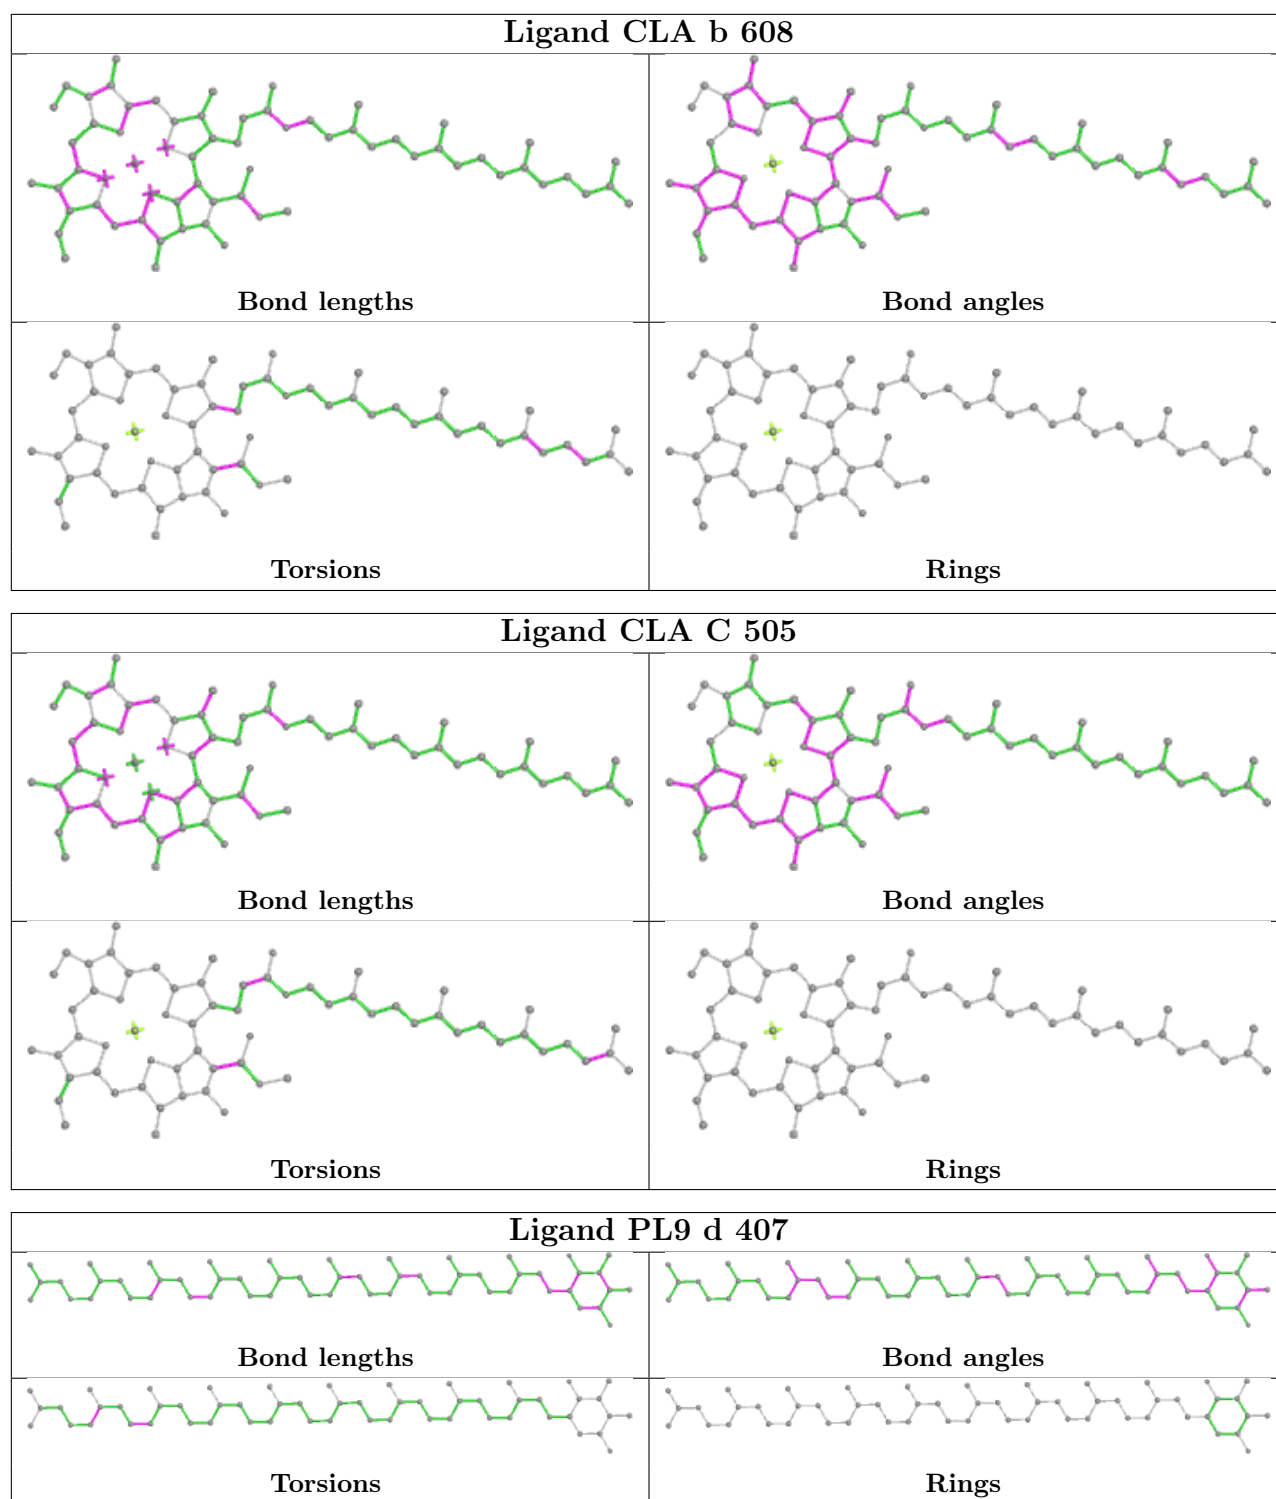 Ligand CLA b 608
Bond lengths
Bond angles
Torsions
Rings
Ligand CLA C 505
Bond lengths
Bond angles
Torsions
Rings
Ligand PL9 d 407
Bond lengths
Bond angles
Torsions
Rings